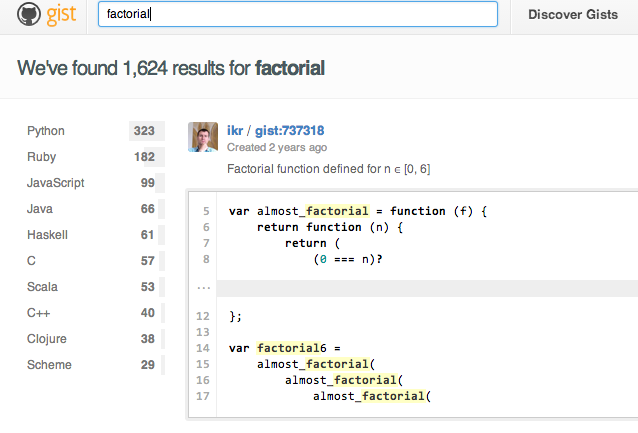 gist
factorial
Discover Gists
We've found 1,624 results for factorial
Python 323
Ruby 182
JavaScript 99
Java 66
Haskell 61
C 57
Scala 53
C++ 40
Clojure 38
Scheme 29
ikr / gist:737318
Created 2 years ago
Factorial function defined for n ∈ [0, 6]
5 var almost_factorial = function (f) {
6 return function (n) {
7 return (
8 (0 === n)?
...
12 };
13
14 var factorial6 =
15 almost_factorial(
16 almost_factorial(
17 almost_factorial(